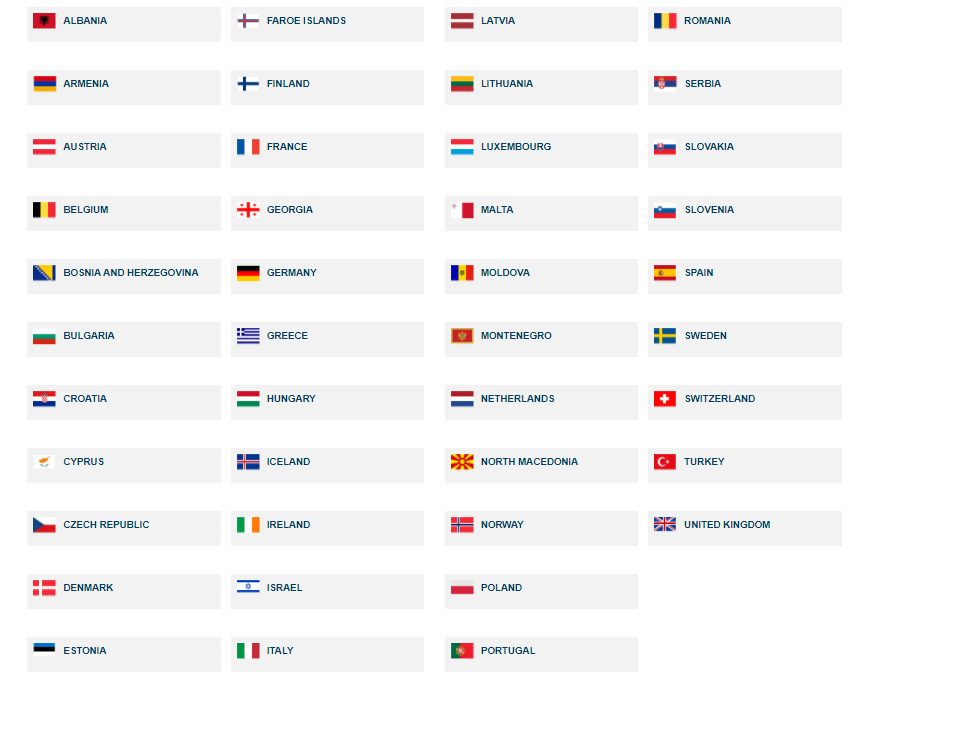 ALBANIA
ARMENIA
AUSTRIA
BELGIUM
BOSNIA AND HERZEGOVINA
BULGARIA
CROATIA
CYPRUS
CZECH REPUBLIC
DENMARK
ESTONIA
FAROE ISLANDS
FINLAND
FRANCE
GEORGIA
GERMANY
GREECE
HUNGARY
ICELAND
IRELAND
ISRAEL
ITALY
LATVIA
LITHUANIA
LUXEMBOURG
MALTA
MOLDOVA
MONTENEGRO
NETHERLANDS
NORTH MACEDONIA
NORWAY
POLAND
PORTUGAL
ROMANIA
SERBIA
SLOVAKIA
SLOVENIA
SPAIN
SWEDEN
SWITZERLAND
TURKEY
UNITED KINGDOM